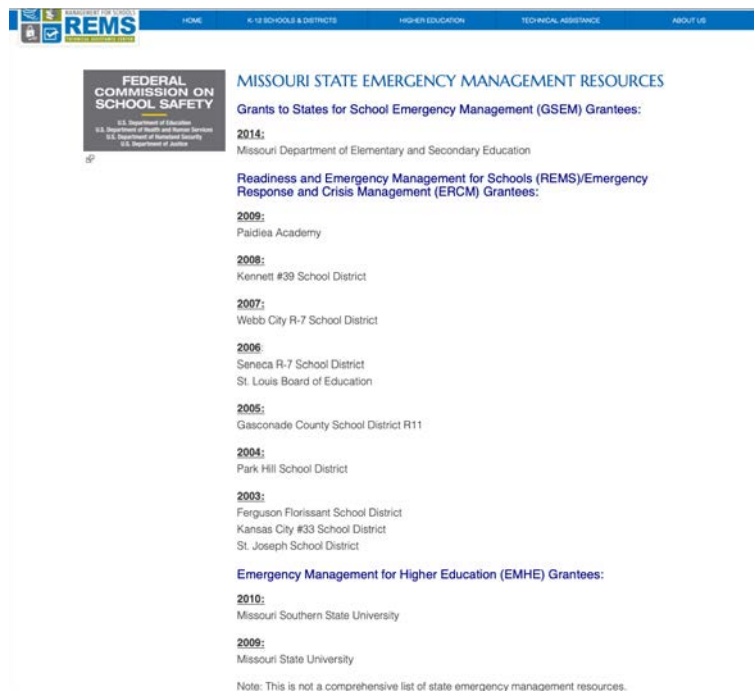 MANAGEMENT FOR SCHOOLS
REMS
TECHNICAL ASSISTANCE CENTER
HOME
K-12 SCHOOLS & DISTRICTS
HIGHER EDUCATION
TECHNICAL ASSISTANCE
ABOUT US
FEDERAL
COMMISSION ON
SCHOOL SAFETY
U.S. Department of Education
U.S. Department of Health and Human Services
U.S. Department of Homeland Security
U.S. Department of Justice
MISSOURI STATE EMERGENCY MANAGEMENT RESOURCES
Grants to States for School Emergency Management (GSEM) Grantees:
2014:
Missouri Department of Elementary and Secondary Education
Readiness and Emergency Management for Schools (REMS)/Emergency
Response and Crisis Management (ERCM) Grantees:
2009:
Paidiea Academy
2008:
Kennett #39 School District
2007:
Webb City R-7 School District
2006:
Seneca R-7 School District
St. Louis Board of Education
2005:
Gasconade County School District R11
2004:
Park Hill School District
2003:
Ferguson Florissant School District
Kansas City #33 School District
St. Joseph School District
Emergency Management for Higher Education (EMHE) Grantees:
2010:
Missouri Southern State University
2009:
Missouri State University
Note: This is not a comprehensive list of state emergency management resources.